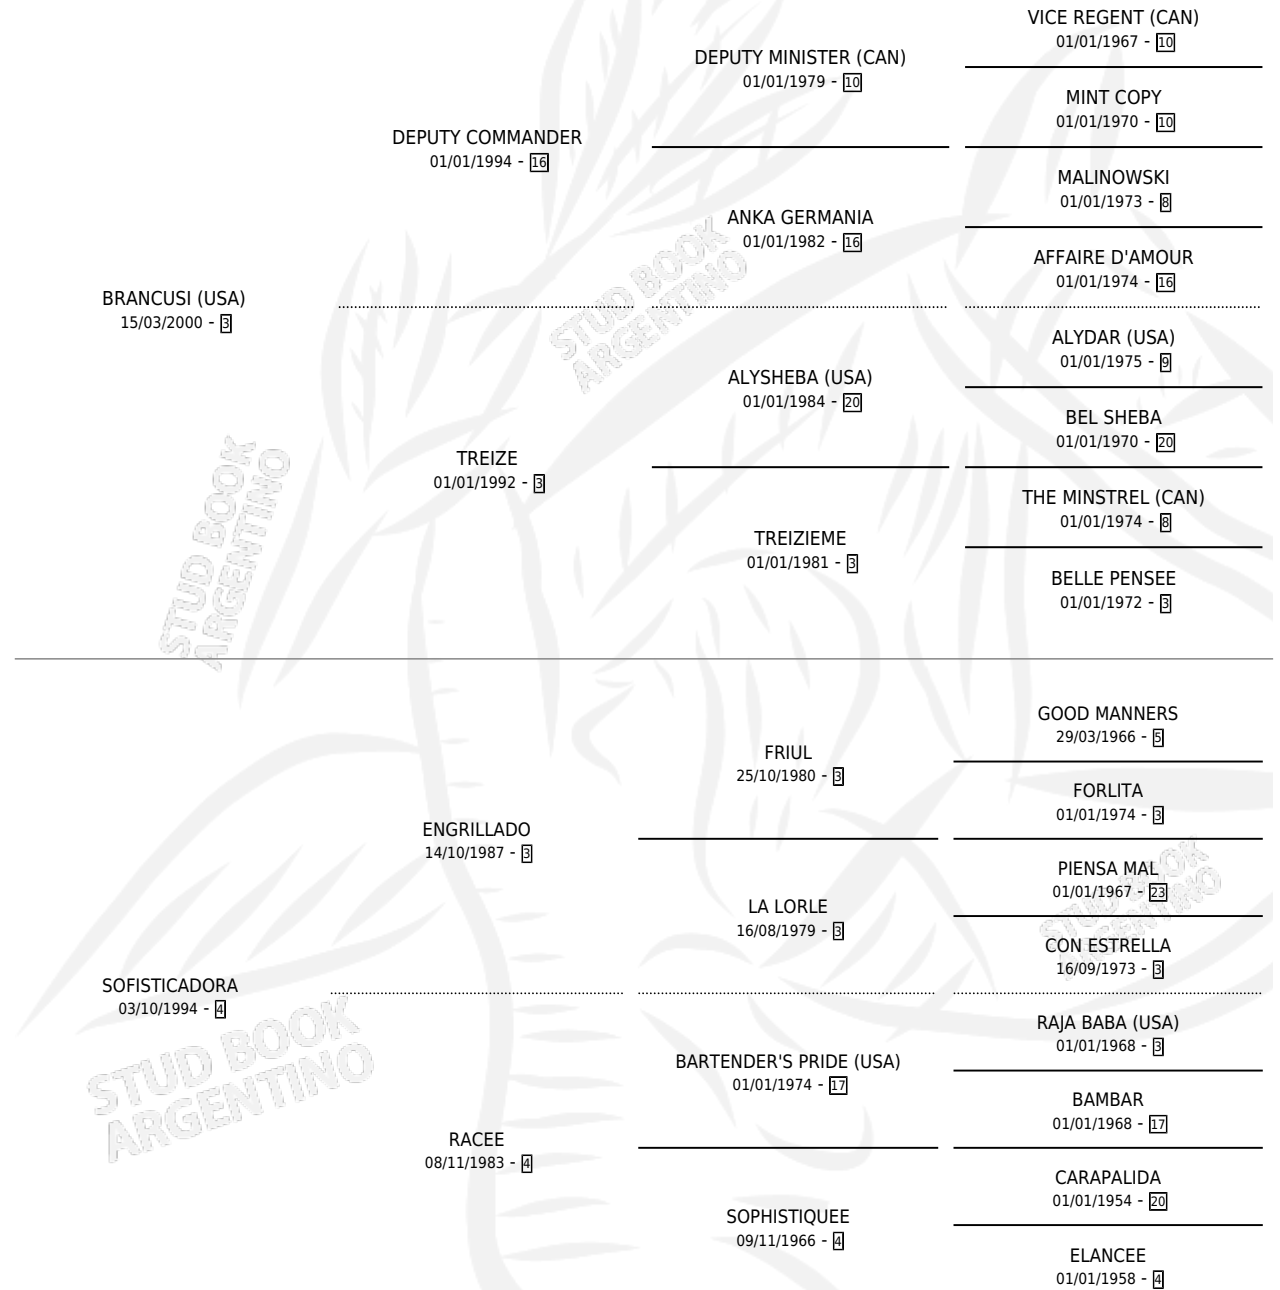 VICE REGENT (CAN)
01/01/1967 - 10
DEPUTY MINISTER (CAN)
01/01/1979 - 10
MINT COPY
01/01/1970 - 10
DEPUTY COMMANDER
01/01/1994 - 16
MALINOWSKI
01/01/1973 - 8
ANKA GERMANIA
01/01/1982 - 16
AFFAIRE D'AMOUR
01/01/1974 - 16
BRANCUSI (USA)
15/03/2000 - 3
ALYDAR (USA)
01/01/1975 - 9
ALYSHEBA (USA)
01/01/1984 - 20
BEL SHEBA
01/01/1970 - 20
TREIZE
01/01/1992 - 3
THE MINSTREL (CAN)
01/01/1974 - 8
TREIZIEME
01/01/1981 - 3
BELLE PENSEE
01/01/1972 - 3
GOOD MANNERS
29/03/1966 - 5
FRIUL
25/10/1980 - 3
FORLITA
01/01/1974 - 3
ENGRILLADO
14/10/1987 - 3
PIENSA MAL
01/01/1967 - 23
LA LORLE
16/08/1979 - 3
CON ESTRELLA
16/09/1973 - 3
SOFISTICADORA
03/10/1994 - 4
RAJA BABA (USA)
01/01/1968 - 3
BARTENDER'S PRIDE (USA)
01/01/1974 - 17
BAMBAR
01/01/1968 - 17
RACEE
08/11/1983 - 4
CARAPALIDA
01/01/1954 - 20
SOPHISTIQUEE
09/11/1966 - 4
ELANCEE
01/01/1958 - 4
STUD BOOK
ARGENTINO
STUD BOOK
ARGENTINO
STUD BOOK
ARGENTINO
STUD BOOK
ARGENTINO